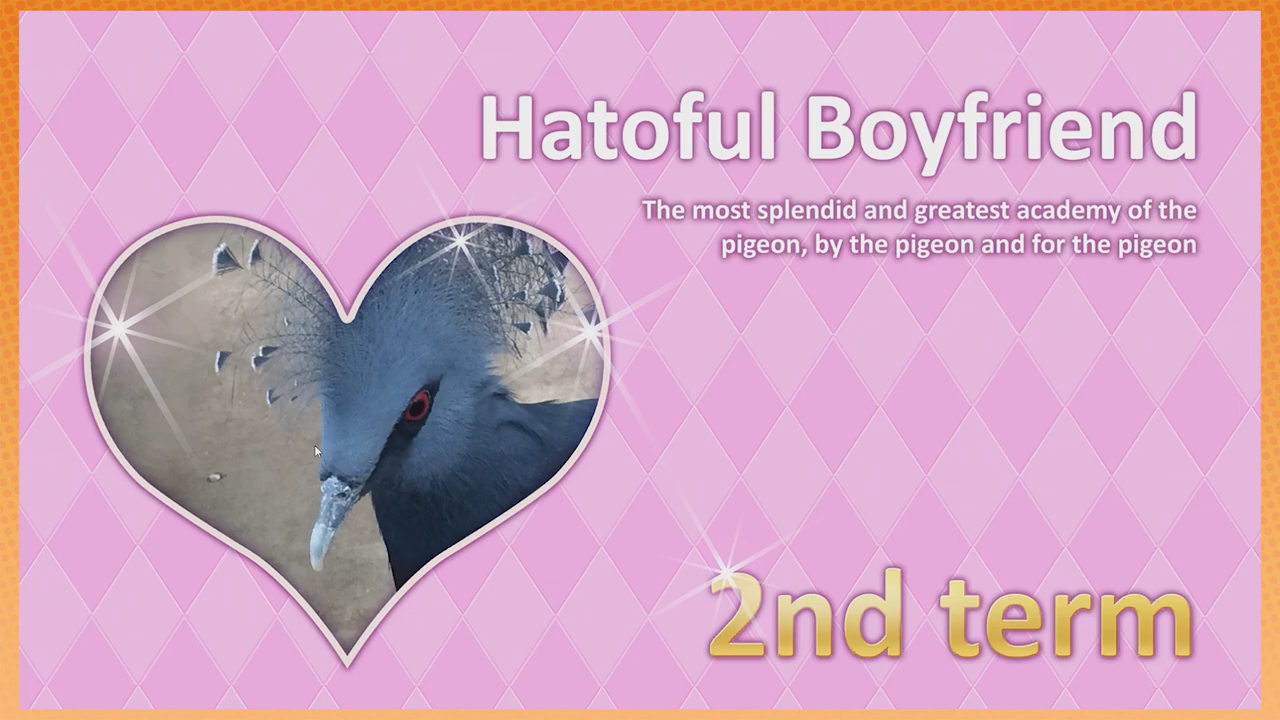 Hatoful Boyfriend
The most splendid and greatest academy of the
pigeon, by the pigeon and for the pigeon
2nd term